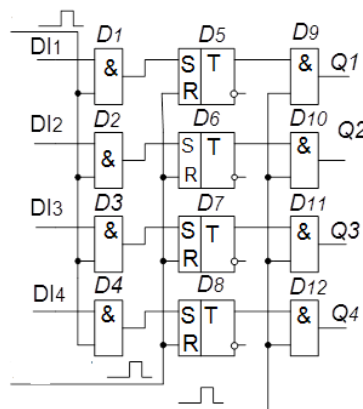 D1 D5 D9
DI1 & S T & Q1
R
D2 D6 D10
DI2 & S T & Q2
R
D3 D7 D11
DI3 & S T & Q3
R
D4 D8 D12
DI4 & S T & Q4
R